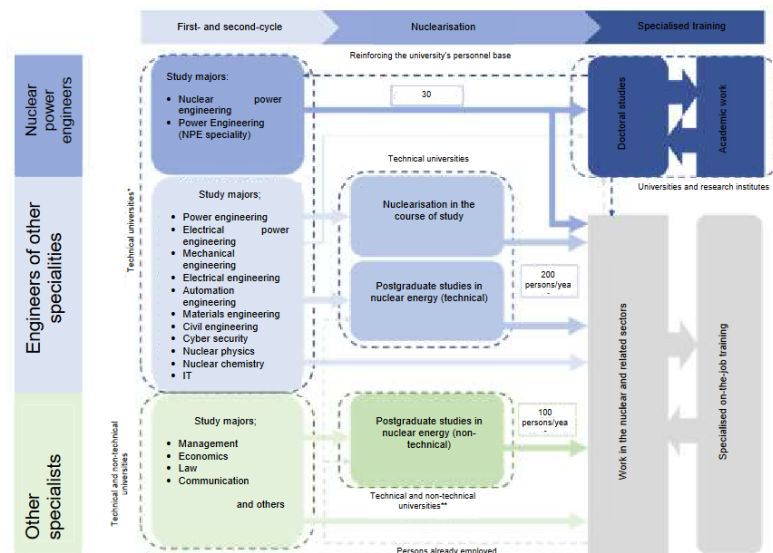 First- and second-cycle
Nuclearisation
Specialised training
Reinforcing the university's personnel base
Nuclear power
engineers
Study majors:
• Nuclear power
engineering
• Power Engineering
(NPE speciality)
30
Doctoral studies
Academic work
Technical universities
Universities and research institutes
Technical universities*
Engineers of other
specialities
Study majors;
• Power engineering
• Electrical power
engineering
• Mechanical
engineering
• Electrical engineering
• Automation
engineering
• Materials engineering
• Civil engineering
• Cyber security
• Nuclear physics
• Nuclear chemistry
• IT
Nuclearisation in the
course of study
Postgraduate studies in
nuclear energy (technical)
200
persons/yea
-
Work in the nuclear and related sectors
Specialised on-the-job training
Other
specialists
Technical and non-technical
universities
Study majors;
• Management
• Economics
• Law
• Communication
and others
Postgraduate studies in
nuclear energy (non-
technical)
100
persons/yea
-
Technical and non-technical
universities**
Persons already employed